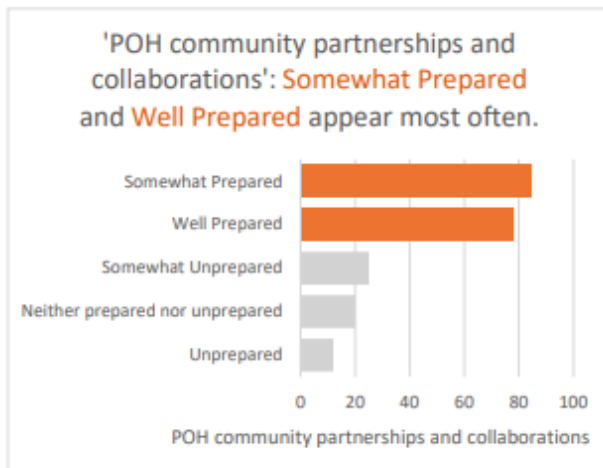 'POH community partnerships and
collaborations': Somewhat Prepared
and Well Prepared appear most often.
Somewhat Prepared
Well Prepared
Somewhat Unprepared
Neither prepared nor unprepared
Unprepared
0 20 40 60 80 100
POH community partnerships and collaborations